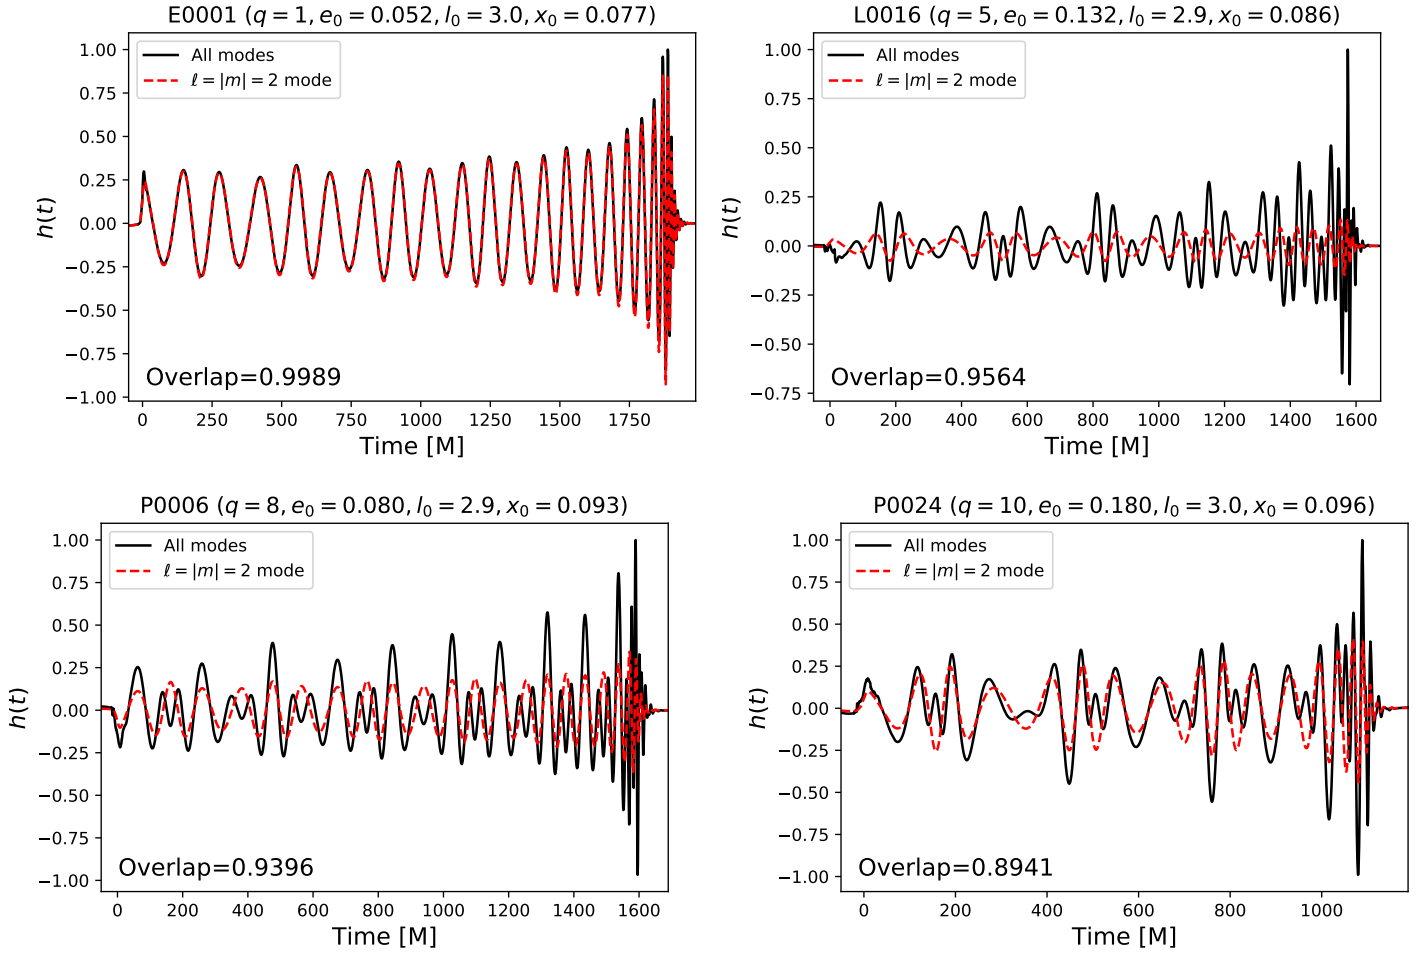 E0001 (q = 1, e₀ = 0.052, l₀ = 3.0, x₀ = 0.077)
All modes
ℓ = |m| = 2 mode
1.00
0.75
0.50
0.25
0.00
−0.25
−0.50
−0.75
−1.00
h(t)
Overlap=0.9989
0 250 500 750 1000 1250 1500 1750
Time [M]
L0016 (q = 5, e₀ = 0.132, l₀ = 2.9, x₀ = 0.086)
All modes
ℓ = |m| = 2 mode
1.00
0.75
0.50
0.25
0.00
−0.25
−0.50
−0.75
h(t)
Overlap=0.9564
0 200 400 600 800 1000 1200 1400 1600
Time [M]
P0006 (q = 8, e₀ = 0.080, l₀ = 2.9, x₀ = 0.093)
All modes
ℓ = |m| = 2 mode
1.00
0.75
0.50
0.25
0.00
−0.25
−0.50
−0.75
−1.00
h(t)
Overlap=0.9396
0 200 400 600 800 1000 1200 1400 1600
Time [M]
P0024 (q = 10, e₀ = 0.180, l₀ = 3.0, x₀ = 0.096)
All modes
ℓ = |m| = 2 mode
1.00
0.75
0.50
0.25
0.00
−0.25
−0.50
−0.75
−1.00
h(t)
Overlap=0.8941
0 200 400 600 800 1000
Time [M]